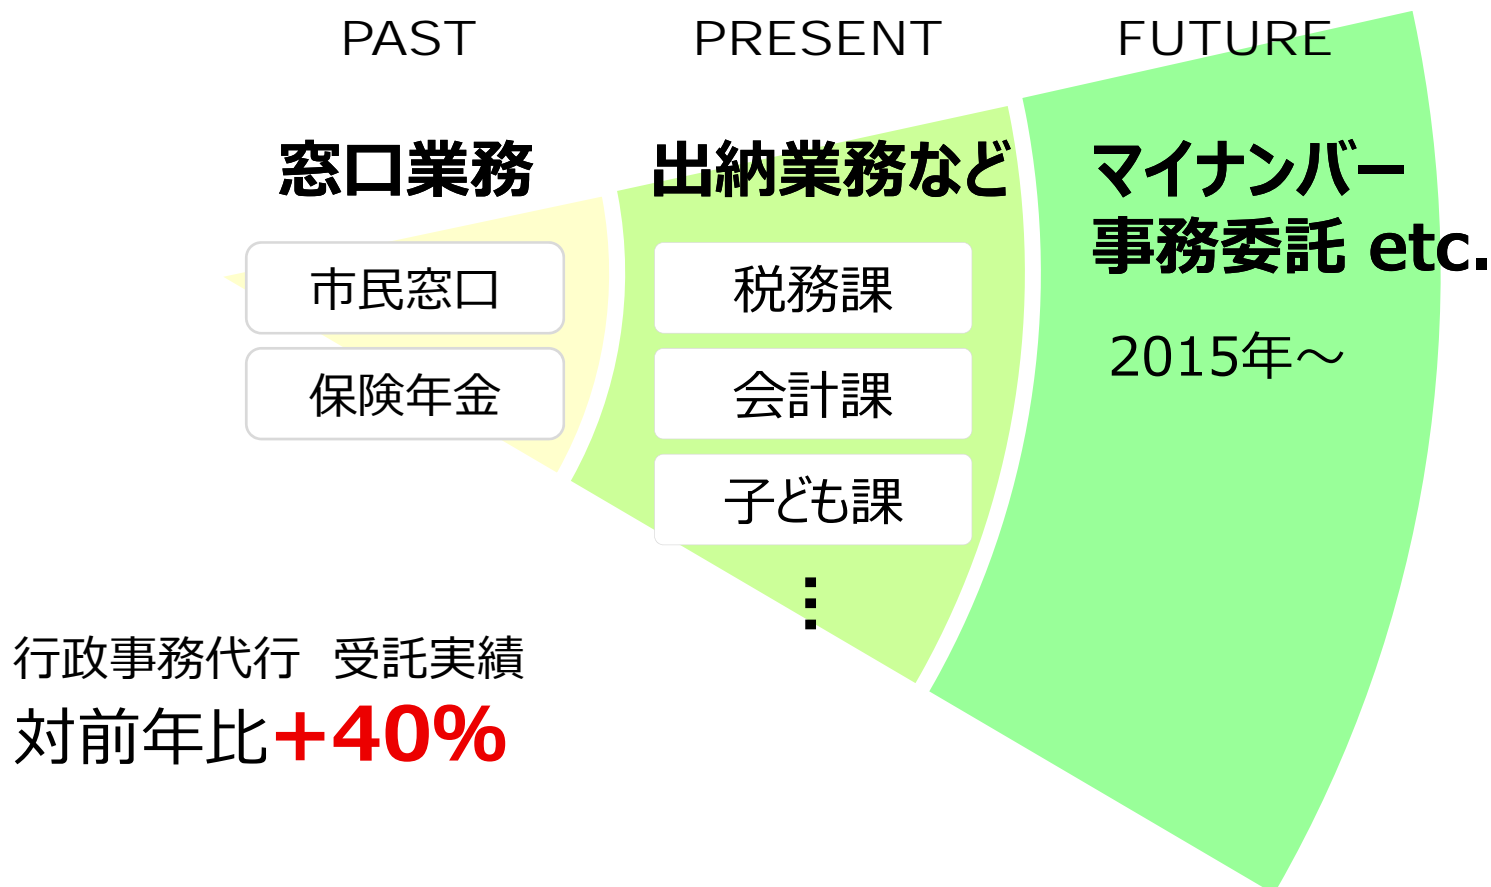 PAST
PRESENT
FUTURE
窓口業務
出納業務など
マイナンバー
事務委託 etc.
市民窓口
保険年金
税務課
会計課
子ども課
…
2015年～
行政事務代行　受託実績
対前年比+40%